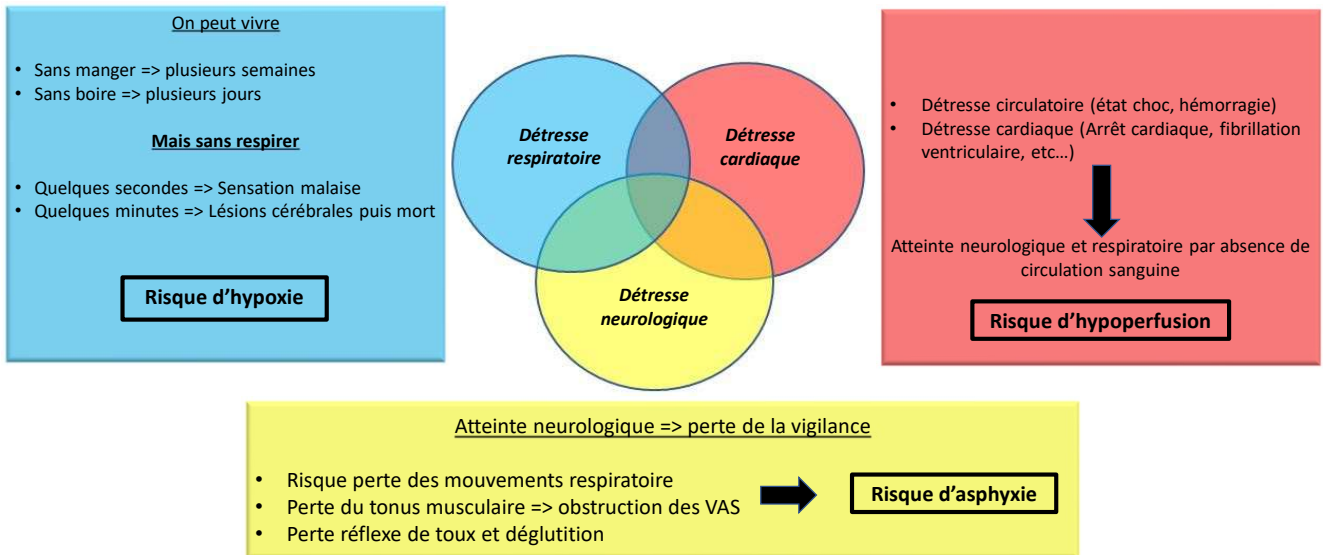 On peut vivre
• Sans manger => plusieurs semaines
• Sans boire => plusieurs jours
Mais sans respirer
• Quelques secondes => Sensation malaise
• Quelques minutes => Lésions cérébrales puis mort
Risque d'hypoxie
Détresse
respiratoire
Détresse
cardiaque
Détresse
neurologique
• Détresse circulatoire (état choc, hémorragie)
• Détresse cardiaque (Arrêt cardiaque, fibrillation
ventriculaire, etc…)
Atteinte neurologique et respiratoire par absence de
circulation sanguine
Risque d'hypoperfusion
Atteinte neurologique => perte de la vigilance
• Risque perte des mouvements respiratoire
• Perte du tonus musculaire => obstruction des VAS
• Perte réflexe de toux et déglutition
Risque d'asphyxie